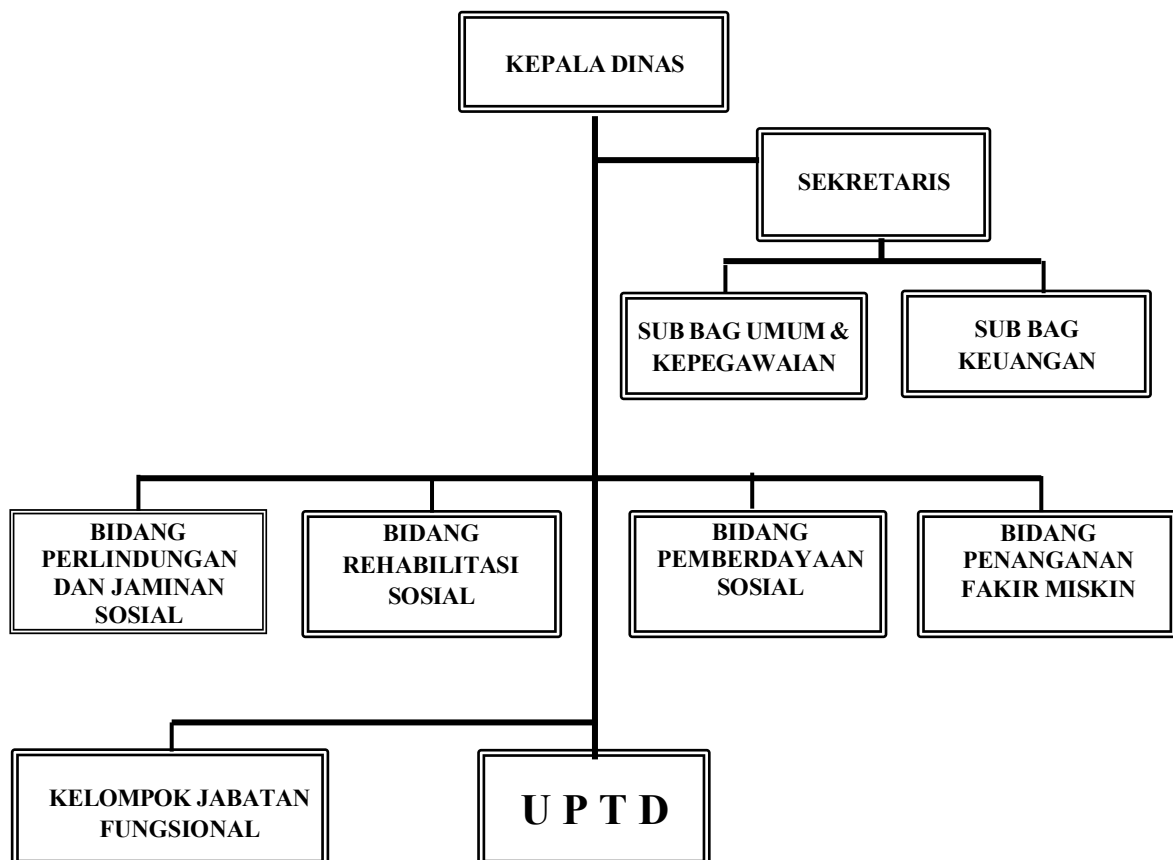 KEPALA DINAS
SEKRETARIS
SUB BAG UMUM &
KEPEGAWAIAN
SUB BAG
KEUANGAN
BIDANG
PERLINDUNGAN
DAN JAMINAN
SOSIAL
BIDANG
REHABILITASI
SOSIAL
BIDANG
PEMBERDAYAAN
SOSIAL
BIDANG
PENANGANAN
FAKIR MISKIN
KELOMPOK JABATAN
FUNGSIONAL
U P T D